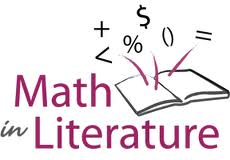 + $ 
< % () =
Math
in Literature